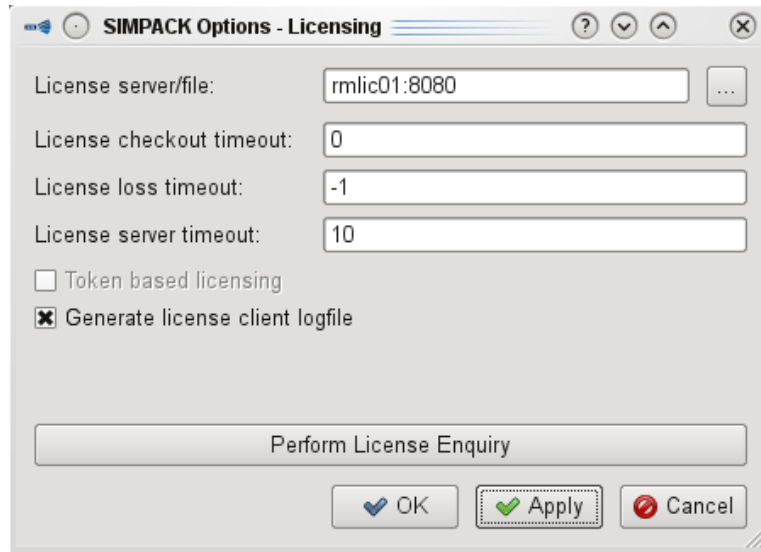 SIMPACK Options - Licensing
License server/file: rmlic01:8080 ...
License checkout timeout: 0
License loss timeout: -1
License server timeout: 10
Token based licensing
Generate license client logfile
Perform License Enquiry
OK Apply Cancel